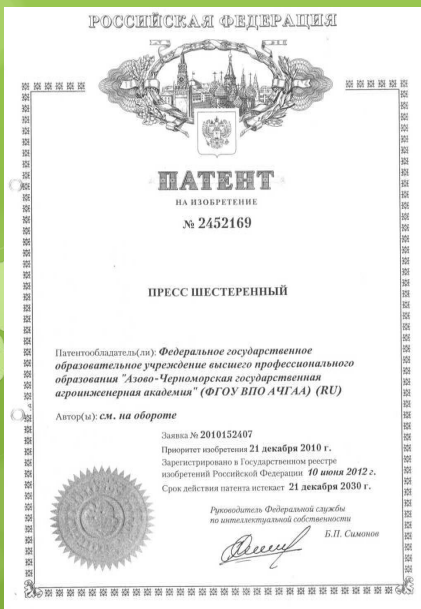 РОССИЙСКАЯ ФЕДЕРАЦИЯ
ПАТЕНТ
НА ИЗОБРЕТЕНИЕ
№ 2452169
ПРЕСС ШЕСТЕРЕННЫЙ
Патентообладатель(ли): Федеральное государственное
образовательное учреждение высшего профессионального
образования "Азово-Черноморская государственная
агроинженерная академия" (ФГОУ ВПО АЧГАА) (RU)
Автор(ы): см. на обороте
Заявка № 2010152407
Приоритет изобретения 21 декабря 2010 г.
Зарегистрировано в Государственном реестре
изобретений Российской Федерации 10 июня 2012 г.
Срок действия патента истекает 21 декабря 2030 г.
Руководитель Федеральной службы
по интеллектуальной собственности
Б.П. Симонов